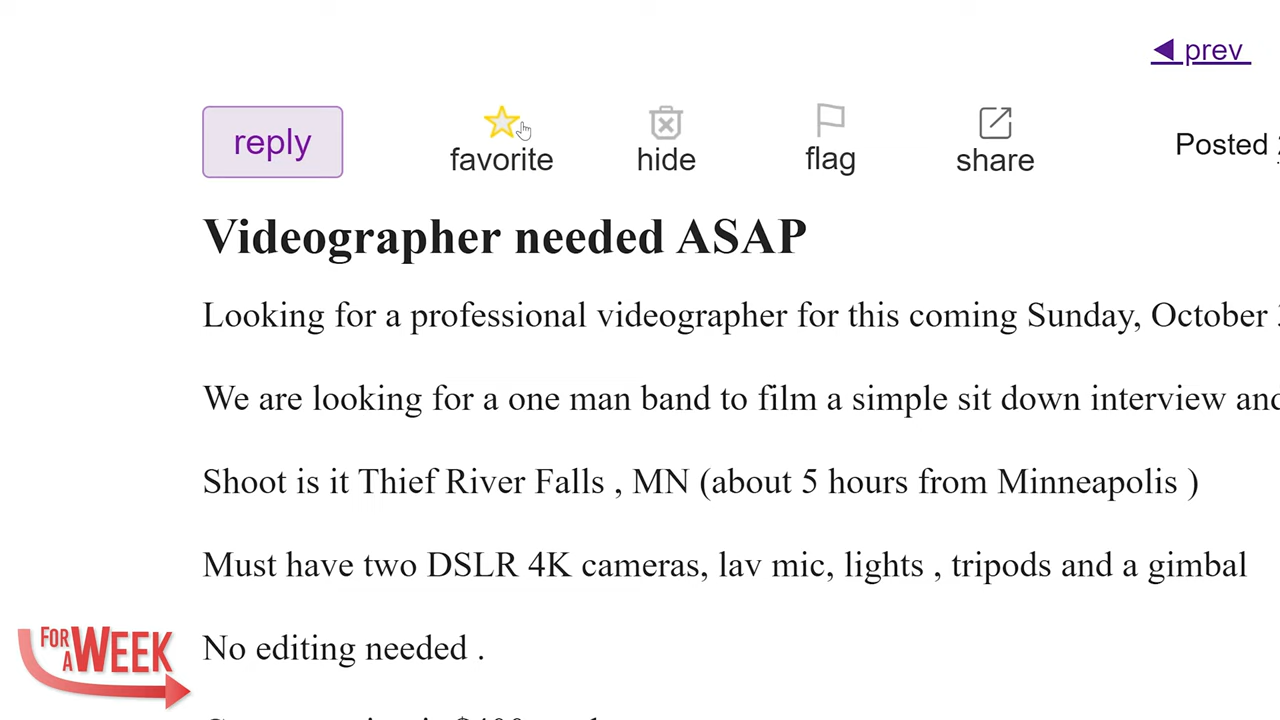 ◀ prev
reply
favorite
hide
flag
share
Posted
Videographer needed ASAP
Looking for a professional videographer for this coming Sunday, October
We are looking for a one man band to film a simple sit down interview and
Shoot is it Thief River Falls , MN (about 5 hours from Minneapolis )
Must have two DSLR 4K cameras, lav mic, lights , tripods and a gimbal
No editing needed .
FOR A WEEK